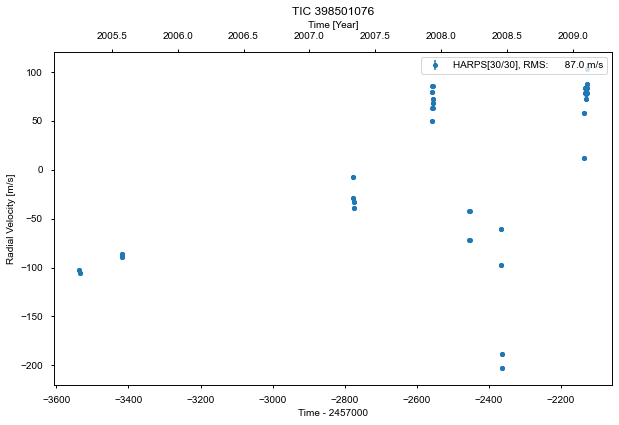 TIC 398501076
Time [Year]
2005.5 2006.0 2006.5 2007.0 2007.5 2008.0 2008.5 2009.0
HARPS[30/30], RMS: 87.0 m/s
100
50
0
−50
−100
−150
−200
Radial Velocity [m/s]
−3600 −3400 −3200 −3000 −2800 −2600 −2400 −2200
Time - 2457000